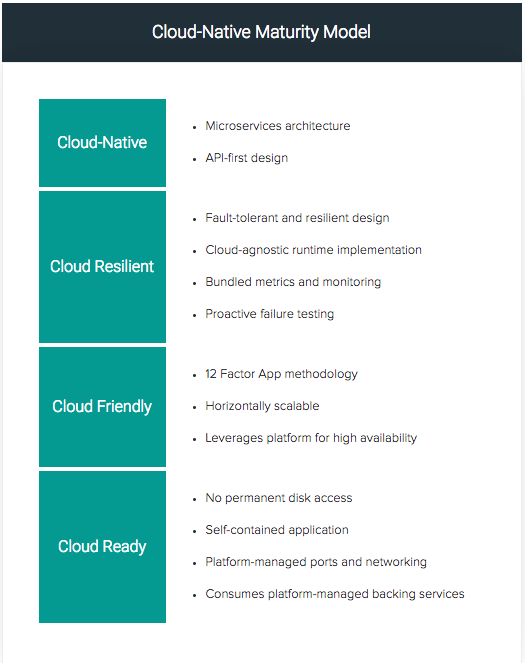 Cloud-Native Maturity Model
Cloud-Native
• Microservices architecture
• API-first design
Cloud Resilient
• Fault-tolerant and resilient design
• Cloud-agnostic runtime implementation
• Bundled metrics and monitoring
• Proactive failure testing
Cloud Friendly
• 12 Factor App methodology
• Horizontally scalable
• Leverages platform for high availability
Cloud Ready
• No permanent disk access
• Self-contained application
• Platform-managed ports and networking
• Consumes platform-managed backing services